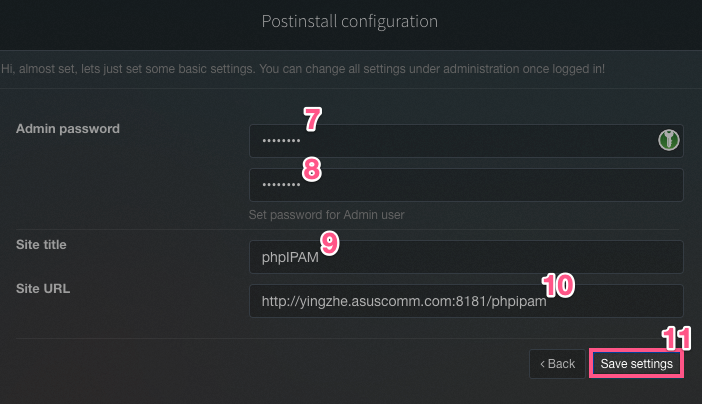 Postinstall configuration
Hi, almost set, lets just set some basic settings. You can change all settings under administration once logged in!
Admin password
•••••••• 7
•••••••• 8
Set password for Admin user
Site title
phpIPAM 9
Site URL
http://yingzhe.asuscomm.com:8181/phpipam 10
11
‹ Back
Save settings